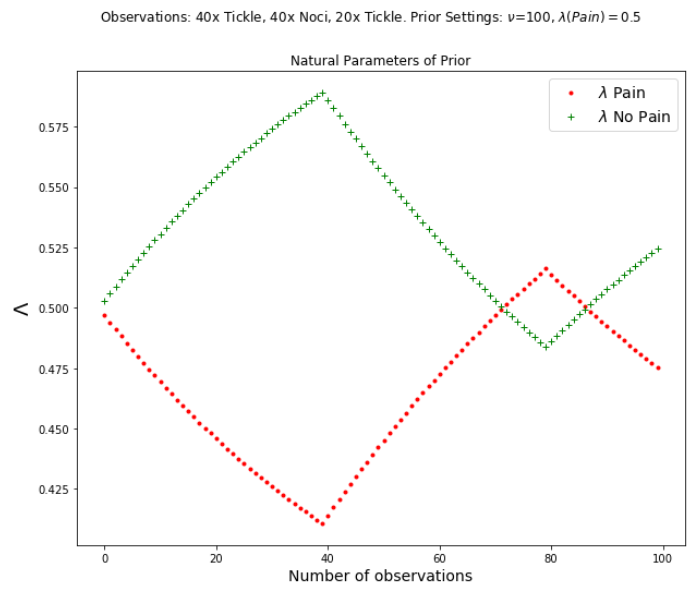 Observations: 40x Tickle, 40x Noci, 20x Tickle. Prior Settings: ν=100, λ(Pain) = 0.5
Natural Parameters of Prior
λ Pain
λ No Pain
0.575
0.550
0.525
0.500
0.475
0.450
0.425
Λ
0 20 40 60 80 100
Number of observations